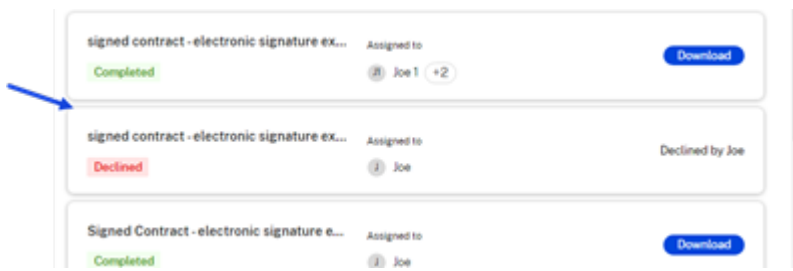 signed contract - electronic signature ex...
Assigned to
Download
Completed
J1 Joe 1 +2
signed contract - electronic signature ex...
Assigned to
Declined by Joe
Declined
J Joe
Signed Contract - electronic signature e...
Assigned to
Download
Completed
J Joe